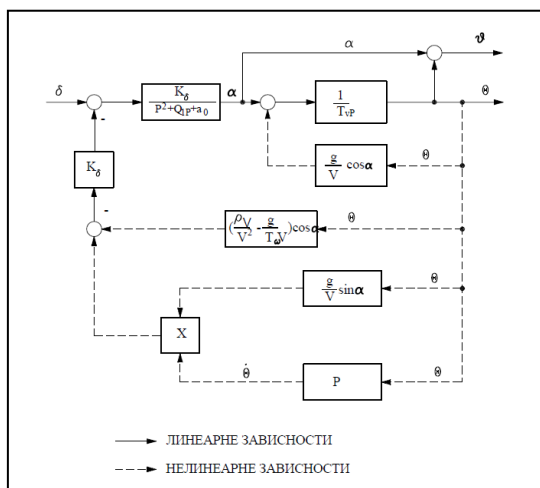 α
ϑ
δ
K_δ
P²+Q₁P+a₀
α
1
T_VP
Θ
-
K_δ
g
V
cosα
Θ
-
(ρ_V/V² - g/T_ωV)cosα
Θ
g
V
sinα
Θ
X
Θ̇
P
Θ
ЛИНЕАРНЕ ЗАВИСНОСТИ
НЕЛИНЕАРНЕ ЗАВИСНОСТИ